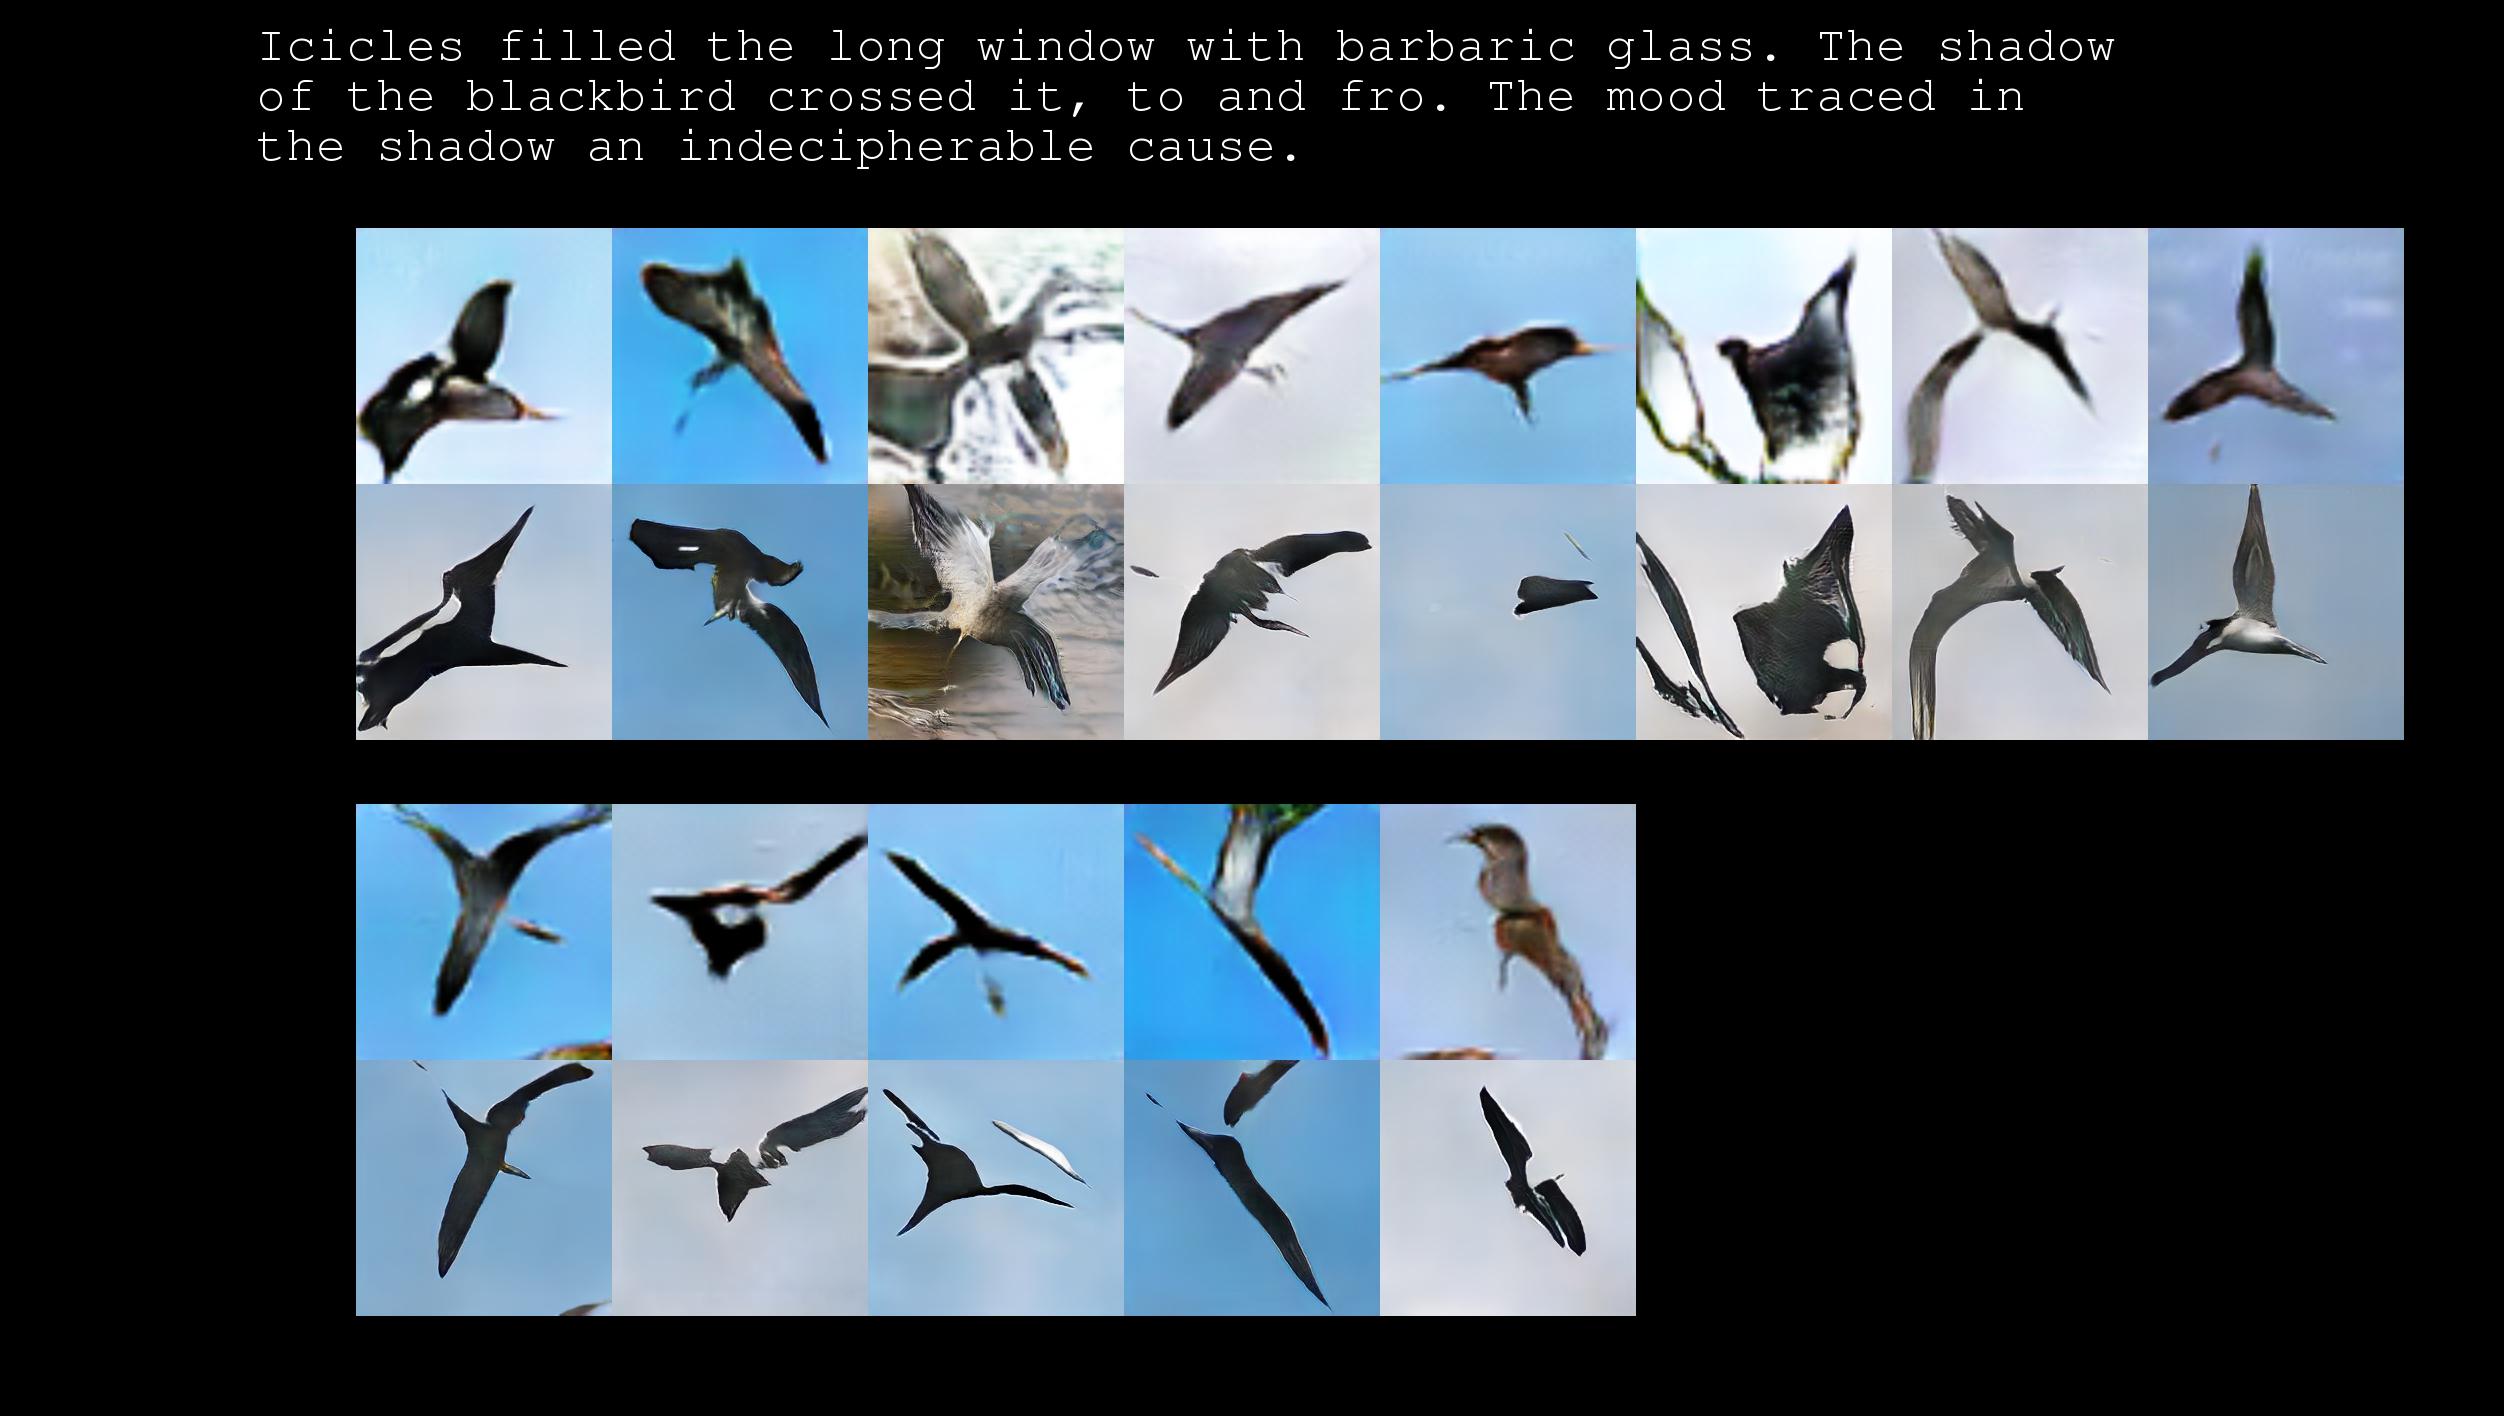 Icicles filled the long window with barbaric glass. The shadow
of the blackbird crossed it, to and fro. The mood traced in
the shadow an indecipherable cause.